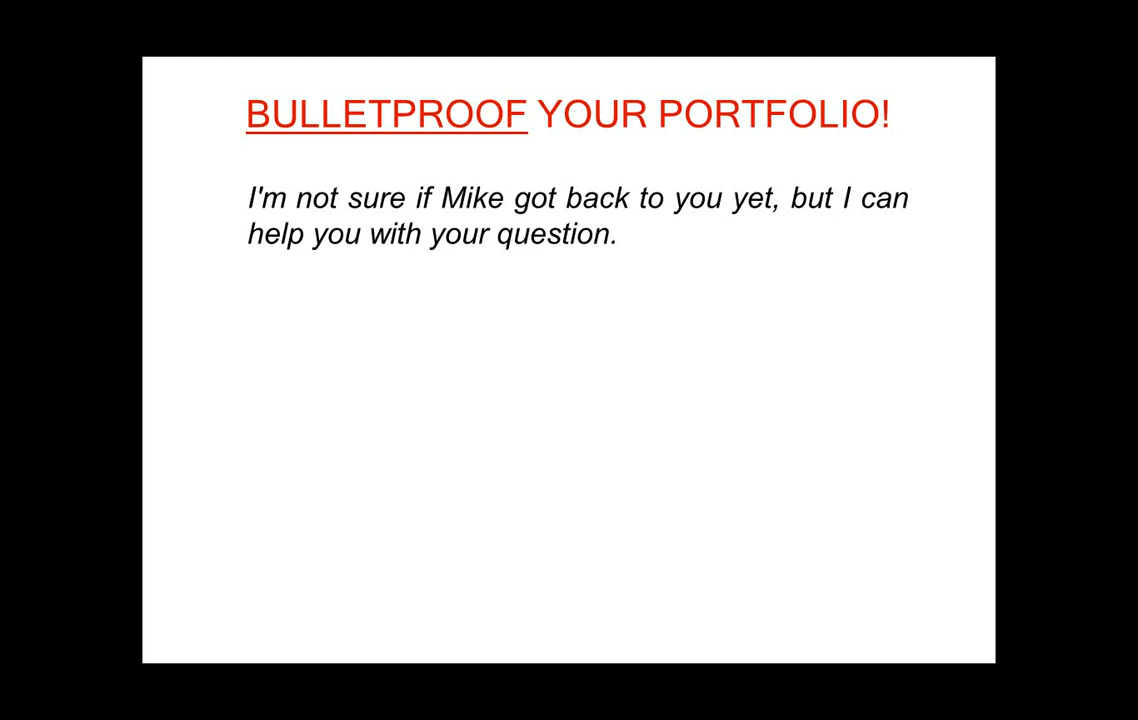 BULLETPROOF YOUR PORTFOLIO!
I'm not sure if Mike got back to you yet, but I can
help you with your question.